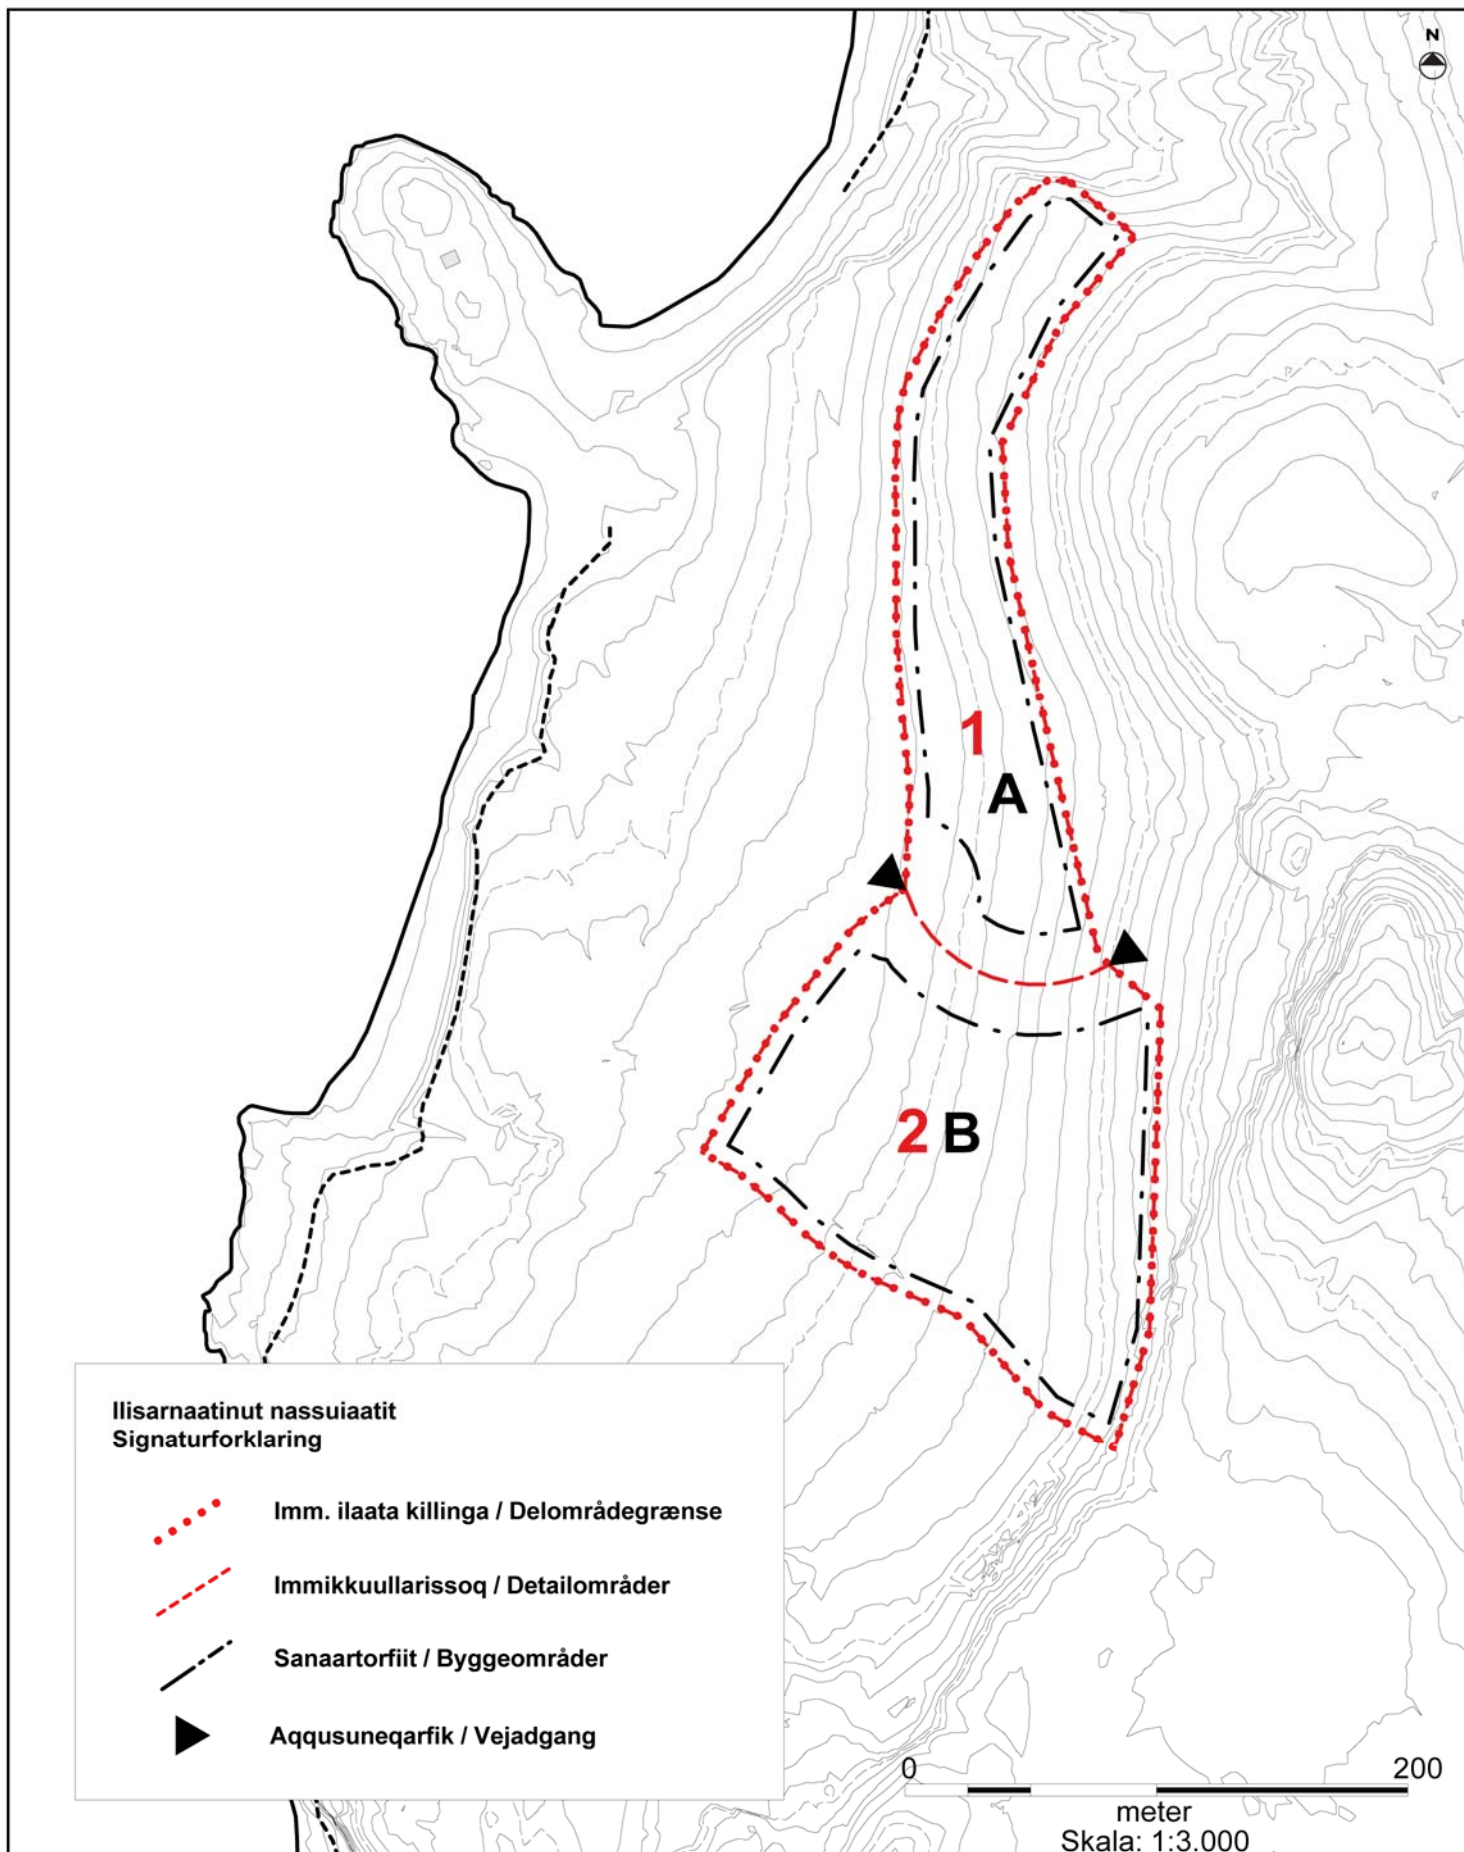 N
1
A
2 B
Ilisarnaatinut nassuiaatit
Signaturforklaring
Imm. ilaata killinga / Delområdegrænse
Immikkuullarissoq / Detailområder
Sanaartorfiit / Byggeområder
Aqqusuneqarfik / Vejadgang
0 200
meter
Skala: 1:3.000